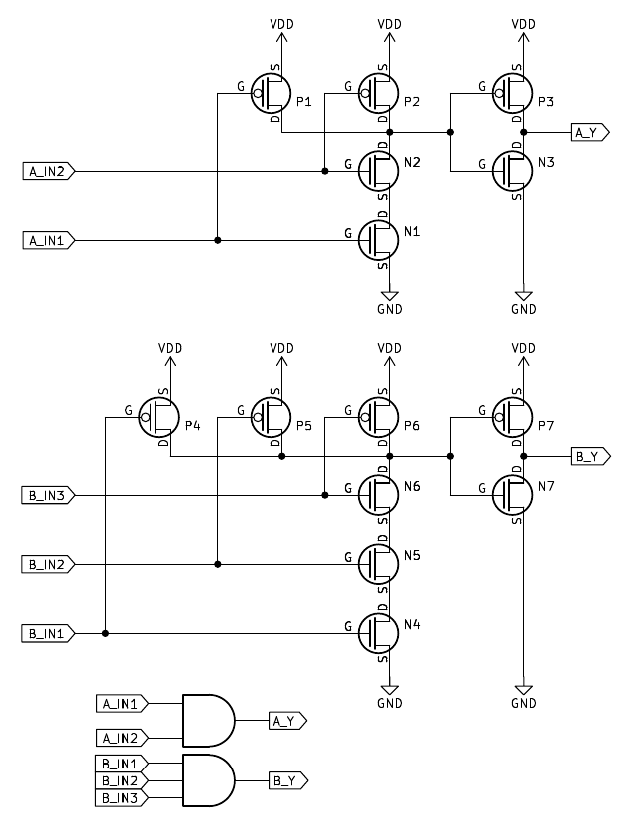 VDD VDD VDD
S S S
G P1 G P2 G P3
D D D
A_Y
D D
A_IN2 G N2 G N3
S S
D
A_IN1 G N1
S
GND GND
VDD VDD VDD VDD
S S S S
G P4 G P5 G P6 G P7
D D D D
B_Y
D D
B_IN3 G N6 G N7
S S
D
B_IN2 G N5
S
D
B_IN1 G N4
S
GND GND
A_IN1
A_Y
A_IN2
B_IN1
B_IN2 B_Y
B_IN3